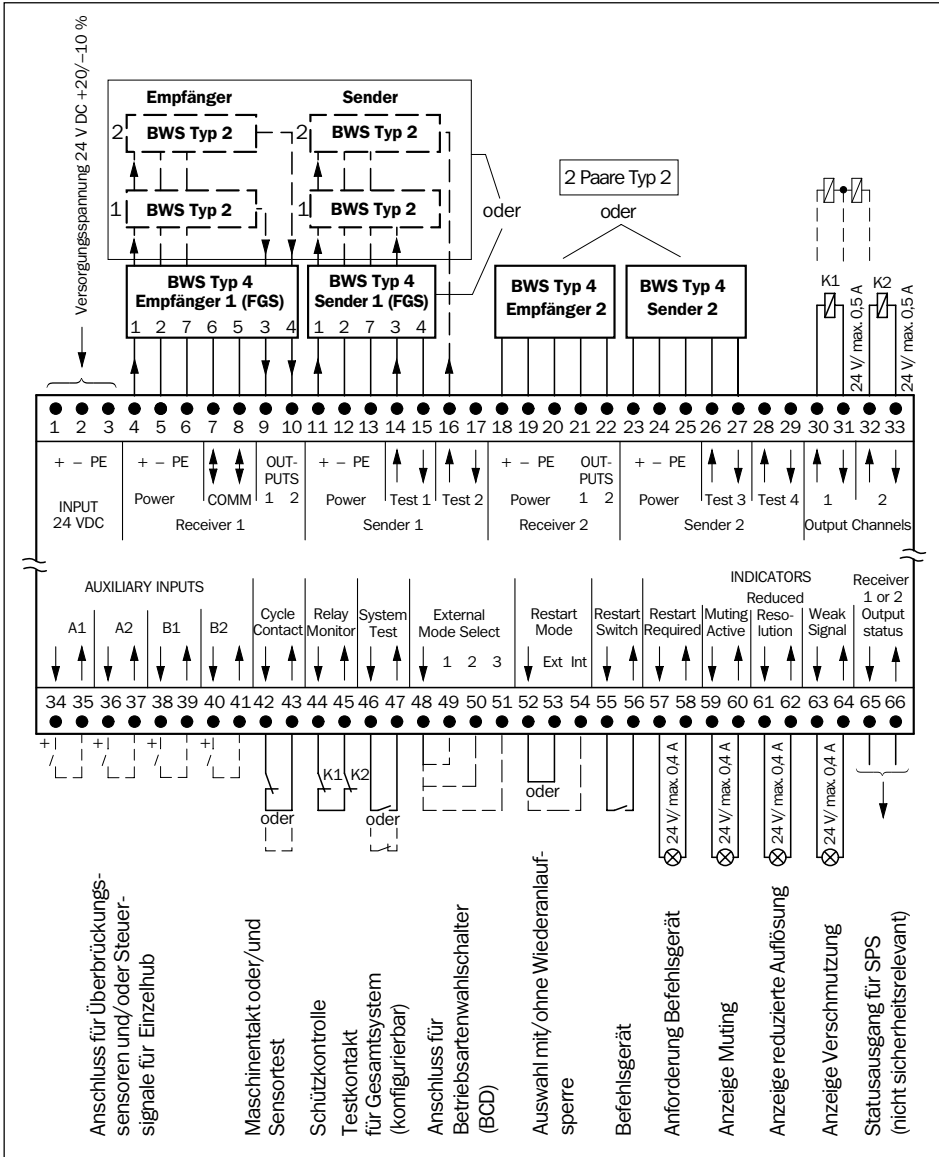 Versorgungsspannung 24 V DC +20/–10 %
Empfänger
Sender
2
BWS Typ 2
2
BWS Typ 2
1
BWS Typ 2
1
BWS Typ 2
oder
2 Paare Typ 2
oder
BWS Typ 4
Empfänger 1 (FGS)
1 2 7 6 5 3 4
BWS Typ 4
Sender 1 (FGS)
1 2 7 3 4
BWS Typ 4
Empfänger 2
BWS Typ 4
Sender 2
K1
K2
24 V/ max. 0,5 A
24 V/ max. 0,5 A
1 2 3 4 5 6 7 8 9 10 11 12 13 14 15 16 17 18 19 20 21 22 23 24 25 26 27 28 29 30 31 32 33
+ – PE
INPUT
24 VDC
+ – PE
Power
COMM
OUT-
PUTS
1 2
Receiver 1
+ – PE
Power
Test 1
Test 2
Sender 1
+ – PE
Power
OUT-
PUTS
1 2
Receiver 2
+ – PE
Power
Test 3
Test 4
Sender 2
1
2
Output Channels
AUXILIARY INPUTS
A1
A2
B1
B2
Cycle
Contact
Relay
Monitor
System
Test
External
Mode Select
1 2 3
Restart
Mode
Ext Int
Restart
Switch
INDICATORS
Restart
Required
Muting
Active
Reduced
Reso-
lution
Weak
Signal
Receiver
1 or 2
Output
status
34 35 36 37 38 39 40 41 42 43 44 45 46 47 48 49 50 51 52 53 54 55 56 57 58 59 60 61 62 63 64 65 66
+
+
+
+
oder
K1
K2
oder
oder
24 V/ max. 0,4 A
24 V/ max. 0,4 A
24 V/ max. 0,4 A
24 V/ max. 0,4 A
Anschluss für Überbrückungs-
sensoren und/oder Steuer-
signale für Einzelhub
Maschinentakt oder/und
Sensortest
Schützkontrolle
Testkontakt
für Gesamtsystem
(konfigurierbar)
Anschluss für
Betriebsartenwahlschalter
(BCD)
Auswahl mit/ohne Wiederanlauf-
sperre
Befehlsgerät
Anforderung Befehlsgerät
Anzeige Muting
Anzeige reduzierte Auflösung
Anzeige Verschmutzung
Statusausgang für SPS
(nicht sicherheitsrelevant)